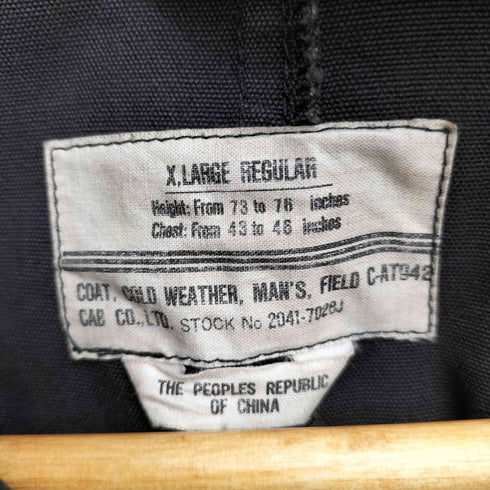 X,LARGE REGULAR
Height: From 73 to 76 inches
Chest: From 43 to 46 inches
COAT, COLD WEATHER, MAN'S, FIELD C-AT942
CAB CO., LTD. STOCK No 2041-7026J
THE PEOPLES REPUBLIC
OF CHINA